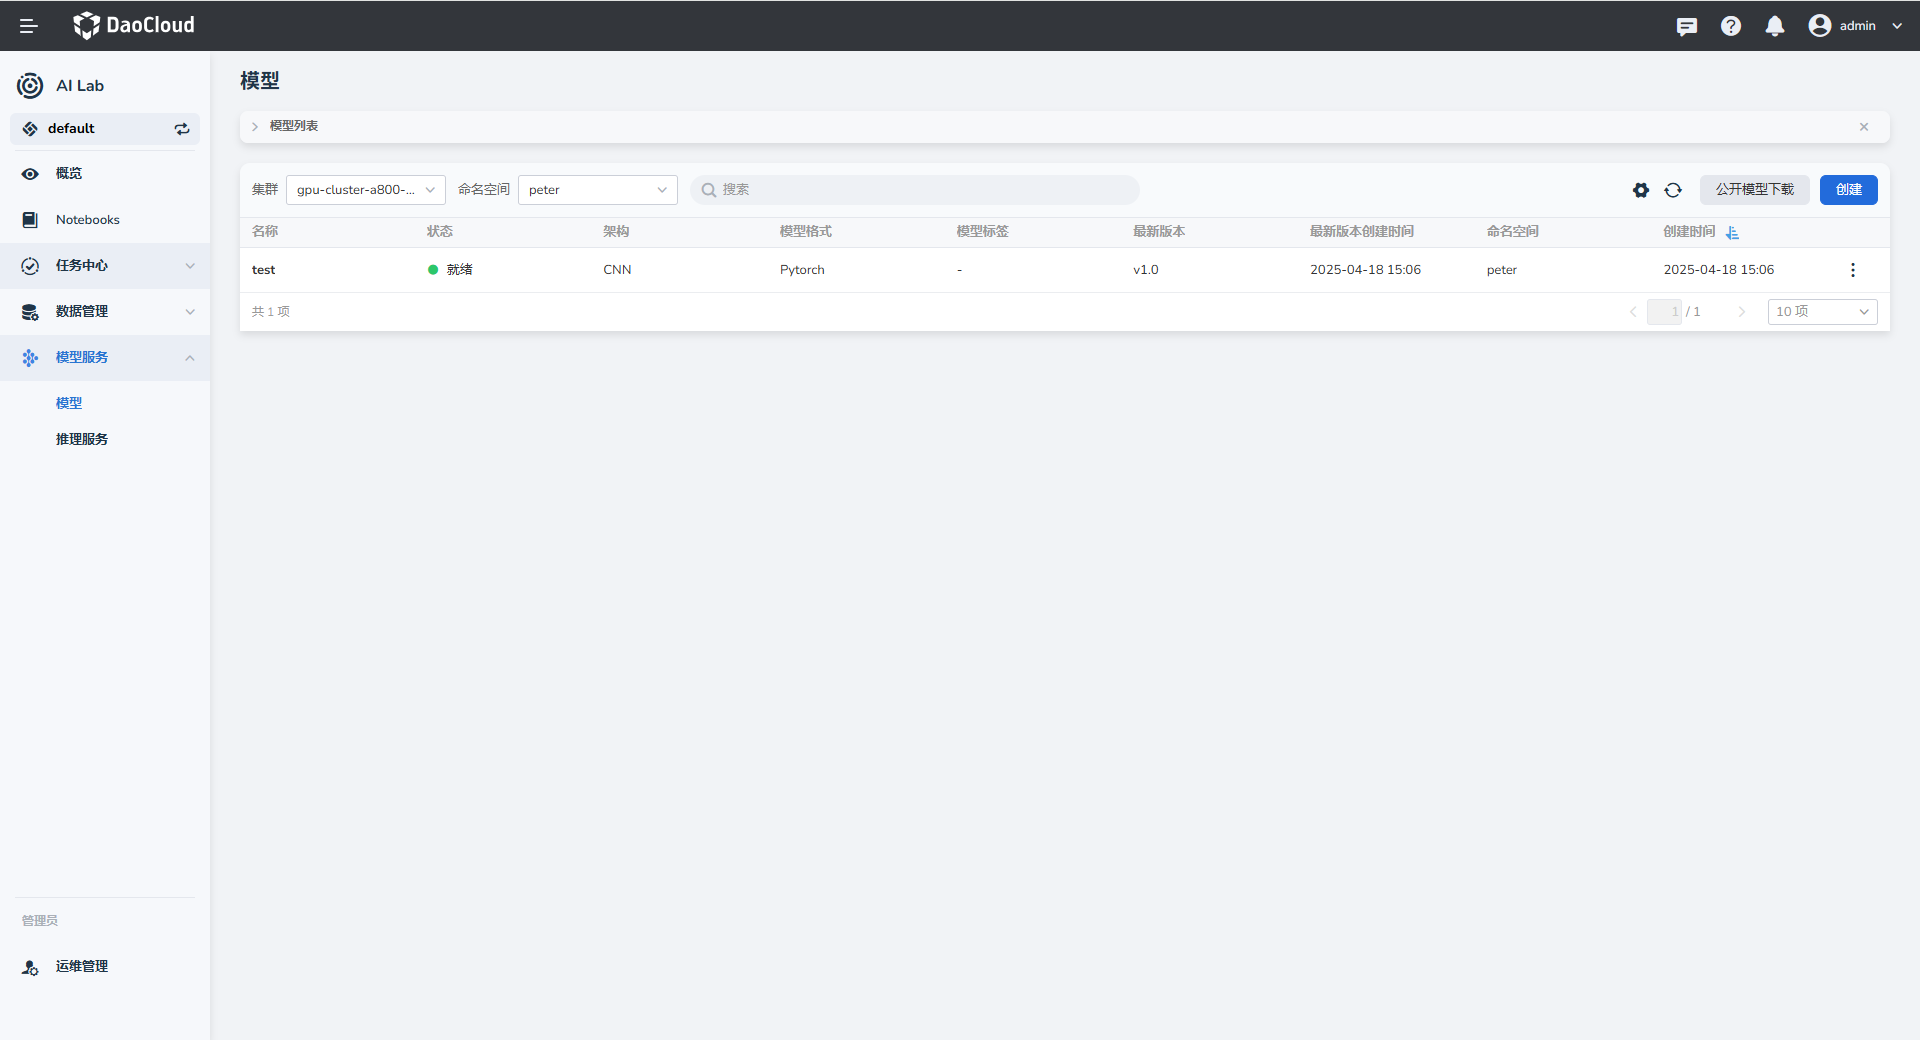 DaoCloud
admin
AI Lab
default
概览
Notebooks
任务中心
数据管理
模型服务
模型
推理服务
管理员
运维管理
模型
模型列表
集群 gpu-cluster-a800-... 命名空间 peter 搜索 公开模型下载 创建
名称 状态 架构 模型格式 模型标签 最新版本 最新版本创建时间 命名空间 创建时间
test 就绪 CNN Pytorch - v1.0 2025-04-18 15:06 peter 2025-04-18 15:06
共 1 项 1 / 1 10 项